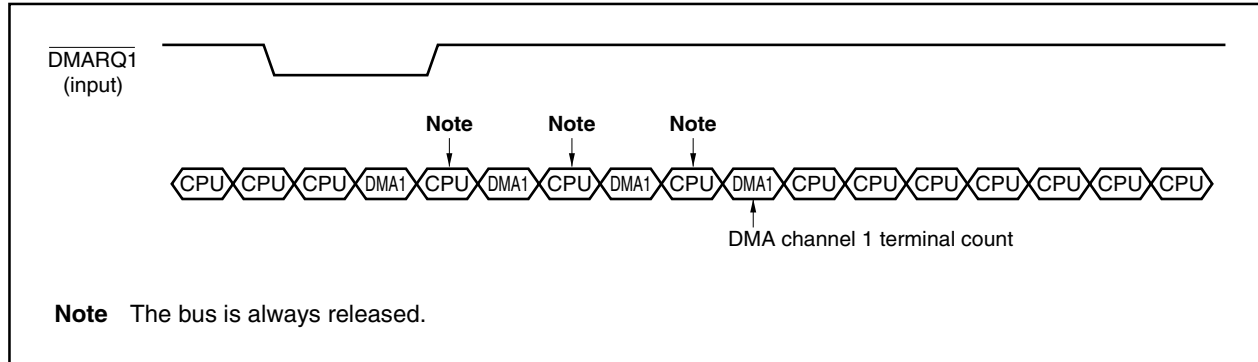 DMARQ1
(input)
Note Note Note
CPU CPU CPU DMA1 CPU DMA1 CPU DMA1 CPU DMA1 CPU CPU CPU CPU CPU CPU CPU
DMA channel 1 terminal count
Note The bus is always released.